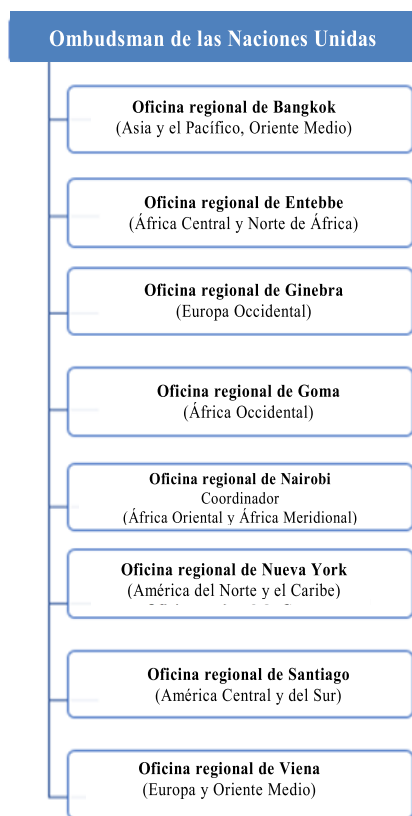 Ombudsman de las Naciones Unidas
Oficina regional de Bangkok
(Asia y el Pacífico, Oriente Medio)
Oficina regional de Entebbe
(África Central y Norte de África)
Oficina regional de Ginebra
(Europa Occidental)
Oficina regional de Goma
(África Occidental)
Oficina regional de Nairobi
Coordinador
(África Oriental y África Meridional)
Oficina regional de Nueva York
(América del Norte y el Caribe)
Oficina regional de Santiago
(América Central y del Sur)
Oficina regional de Viena
(Europa y Oriente Medio)